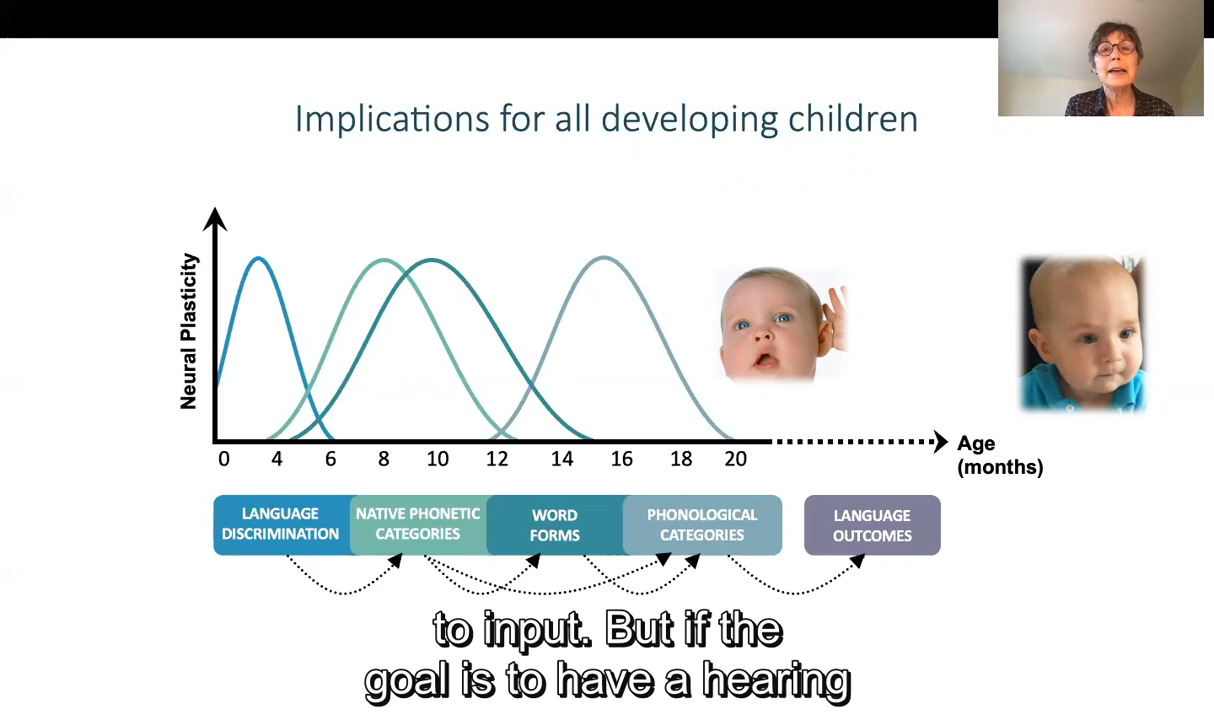 Implications for all developing children
Neural Plasticity
0 4 6 8 10 12 14 16 18 20
Age
(months)
LANGUAGE
DISCRIMINATION
NATIVE PHONETIC
CATEGORIES
WORD
FORMS
PHONOLOGICAL
CATEGORIES
LANGUAGE
OUTCOMES
to input. But if the
goal is to have a hearing